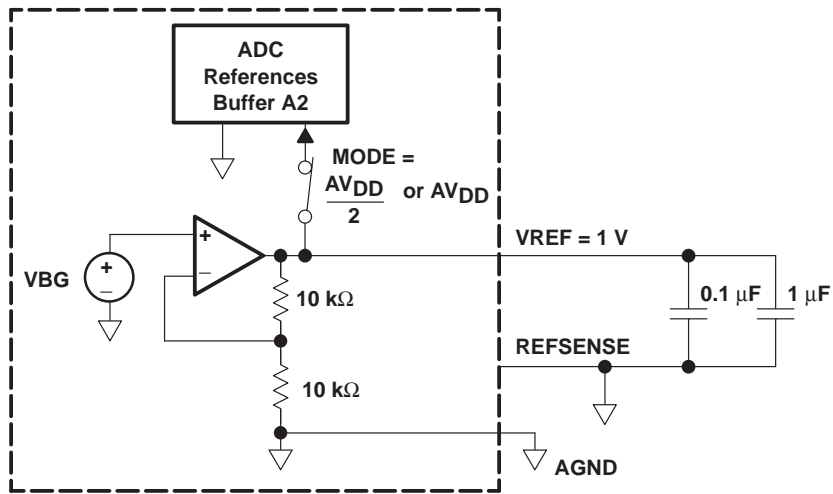 ADC
References
Buffer A2
MODE =
AVDD
2
or AVDD
+
−
VBG
+
−
VREF = 1 V
10 kΩ
0.1 μF
1 μF
REFSENSE
10 kΩ
AGND